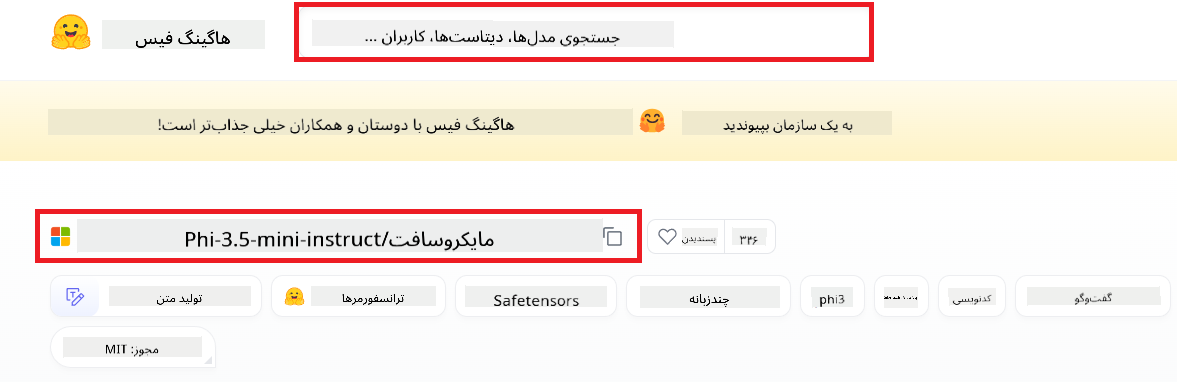 هاگینگ فیس
جستجوی مدل‌ها، دیتاست‌ها، کاربران ...
هاگینگ فیس با دوستان و همکاران خیلی جذاب‌تر است!
به یک سازمان بپیوندید
مایکروسافت/Phi-3.5-mini-instruct
پسندیدن
۳۳۶
تولید متن
ترانسفورمرها
Safetensors
چندزبانه
phi3
کدنویسی
گفت‌وگو
مجوز: MIT